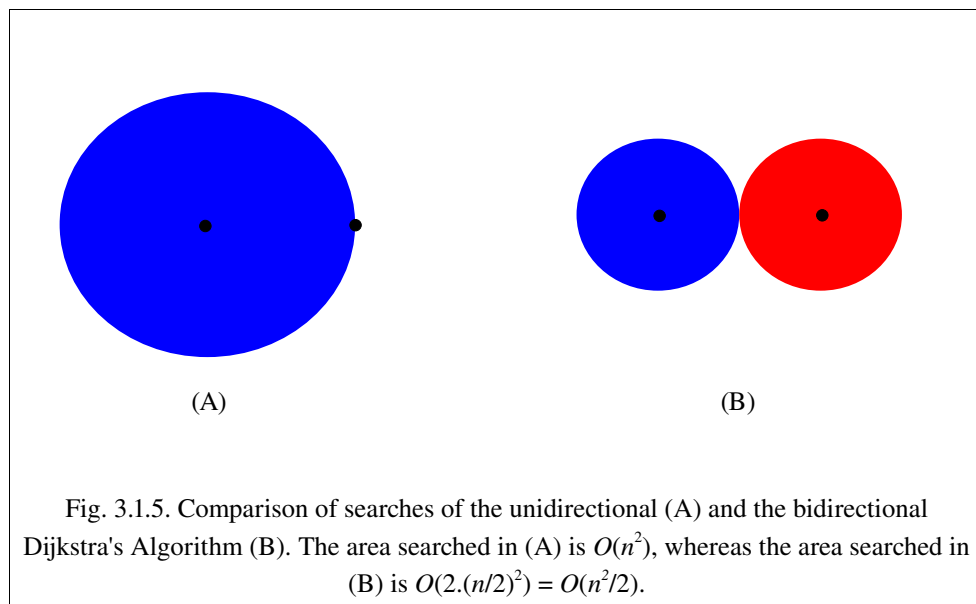 (A) (B)
Fig. 3.1.5. Comparison of searches of the unidirectional (A) and the bidirectional
Dijkstra's Algorithm (B). The area searched in (A) is O(n²), whereas the area searched in
(B) is O(2.(n/2)²) = O(n²/2).